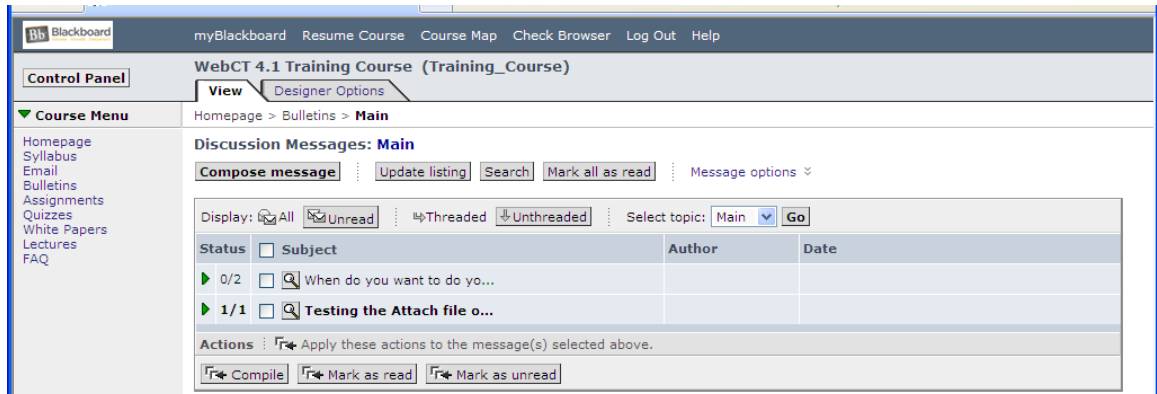 Bb Blackboard
myBlackboard Resume Course Course Map Check Browser Log Out Help
Control Panel
WebCT 4.1 Training Course (Training_Course)
View Designer Options
Course Menu
Homepage > Bulletins > Main
Homepage
Syllabus
Email
Bulletins
Assignments
Quizzes
White Papers
Lectures
FAQ
Discussion Messages: Main
Compose message Update listing Search Mark all as read Message options
Display: All Unread Threaded Unthreaded Select topic: Main Go
Status Subject Author Date
0/2 When do you want to do yo...
1/1 Testing the Attach file o...
Actions Apply these actions to the message(s) selected above.
Compile Mark as read Mark as unread